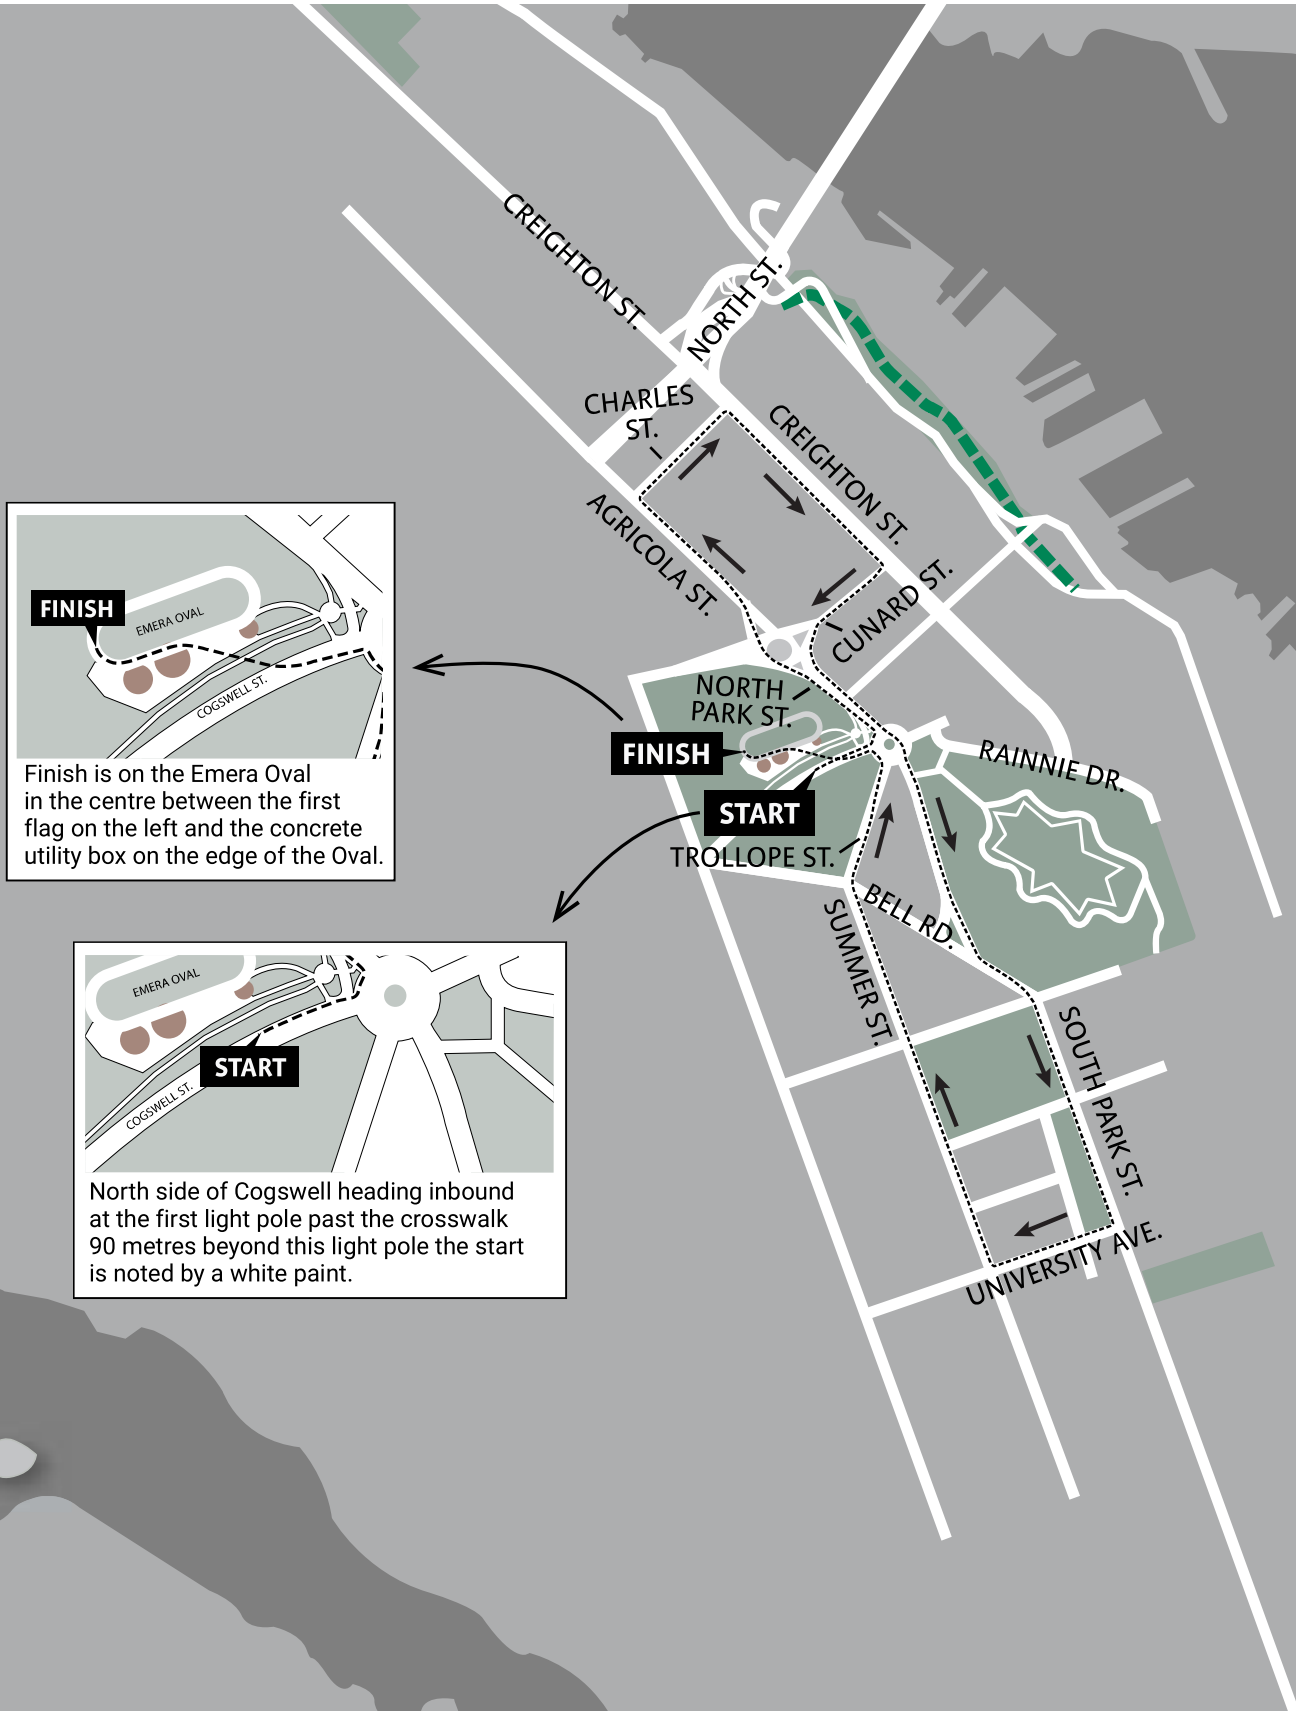 CREIGHTON ST.
NORTH ST.
CHARLES
ST.
CREIGHTON ST.
AGRICOLA ST.
CUNARD ST.
NORTH
PARK ST.
FINISH
START
RAINNIE DR.
TROLLOPE ST.
BELL RD.
SUMMER ST.
SOUTH PARK ST.
UNIVERSITY AVE.
FINISH
EMERA OVAL
COGSWELL ST.
Finish is on the Emera Oval
in the centre between the first
flag on the left and the concrete
utility box on the edge of the Oval.
EMERA OVAL
START
COGSWELL ST.
North side of Cogswell heading inbound
at the first light pole past the crosswalk
90 metres beyond this light pole the start
is noted by a white paint.